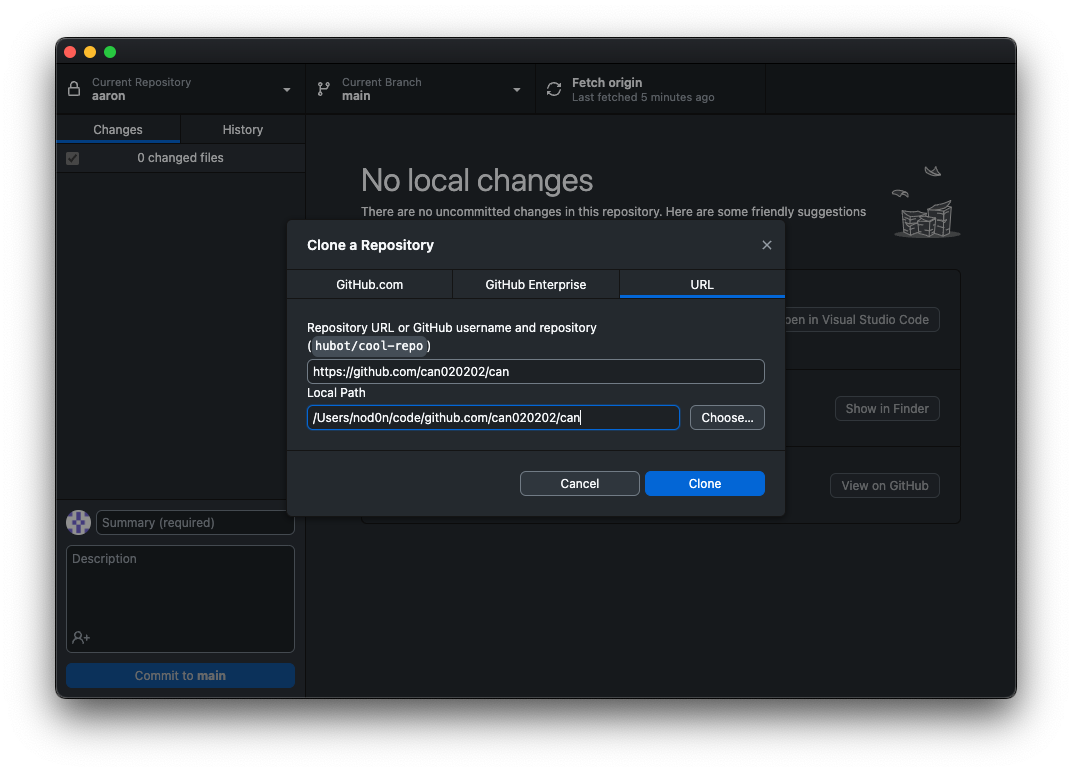 Current Repository
aaron
Current Branch
main
Fetch origin
Last fetched 5 minutes ago
Changes
History
0 changed files
No local changes
There are no uncommitted changes in this repository. Here are some friendly suggestions
Clone a Repository
GitHub.com
GitHub Enterprise
URL
Repository URL or GitHub username and repository
(hubot/cool-repo)
https://github.com/can020202/can
Local Path
/Users/nod0n/code/github.com/can020202/can
Choose...
Cancel
Clone
pen in Visual Studio Code
Show in Finder
View on GitHub
Summary (required)
Description
Commit to main